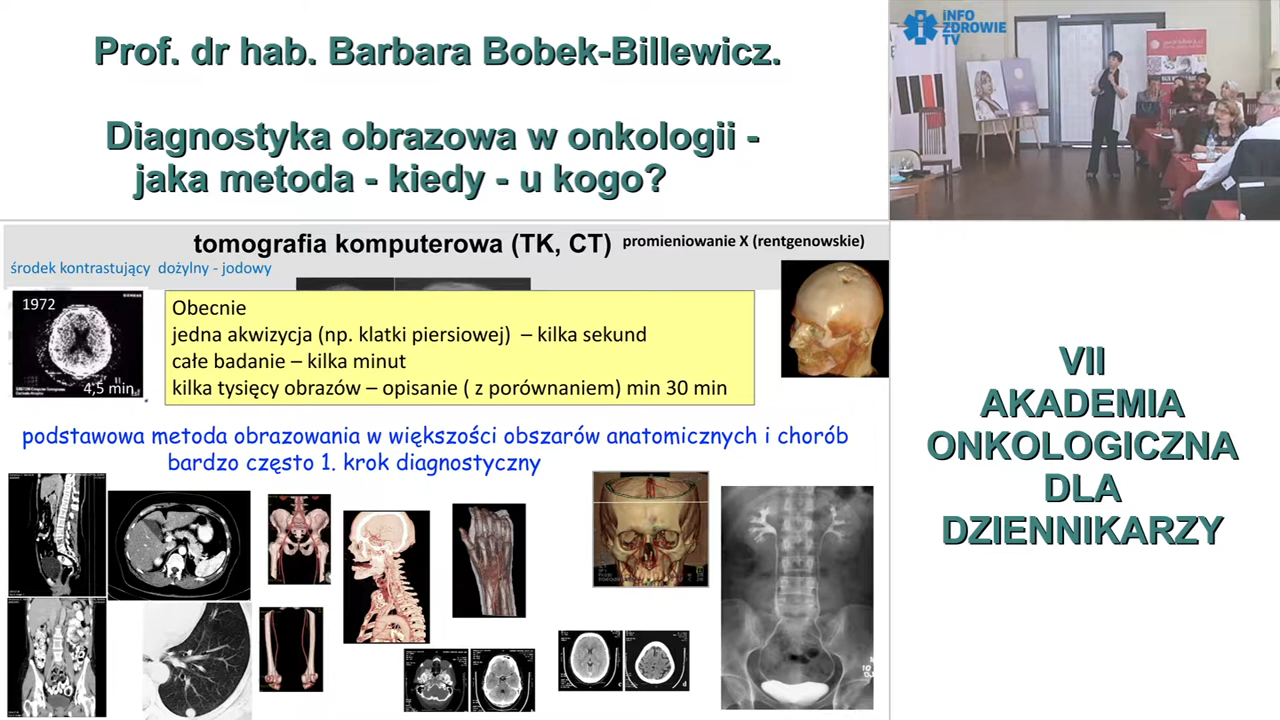 Prof. dr hab. Barbara Bobek-Billewicz.
Diagnostyka obrazowa w onkologii -
jaka metoda - kiedy - u kogo?
iNFO
ZDROWIE
TV
tomografia komputerowa (TK, CT) promieniowanie X (rentgenowskie)
środek kontrastujący dożylny - jodowy
1972
4,5 min
Obecnie
jedna akwizycja (np. klatki piersiowej) – kilka sekund
całe badanie – kilka minut
kilka tysięcy obrazów – opisanie ( z porównaniem) min 30 min
podstawowa metoda obrazowania w większości obszarów anatomicznych i chorób
bardzo często 1. krok diagnostyczny
c
d
VII
AKADEMIA
ONKOLOGICZNA
DLA
DZIENNIKARZY